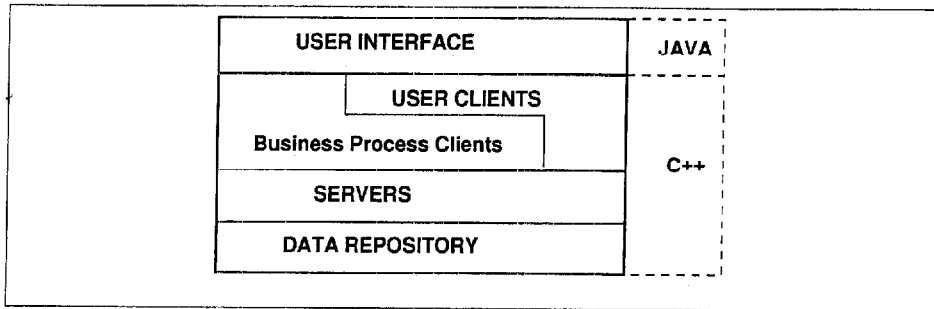 USER INTERFACE
JAVA
USER CLIENTS
Business Process Clients
C++
SERVERS
DATA REPOSITORY